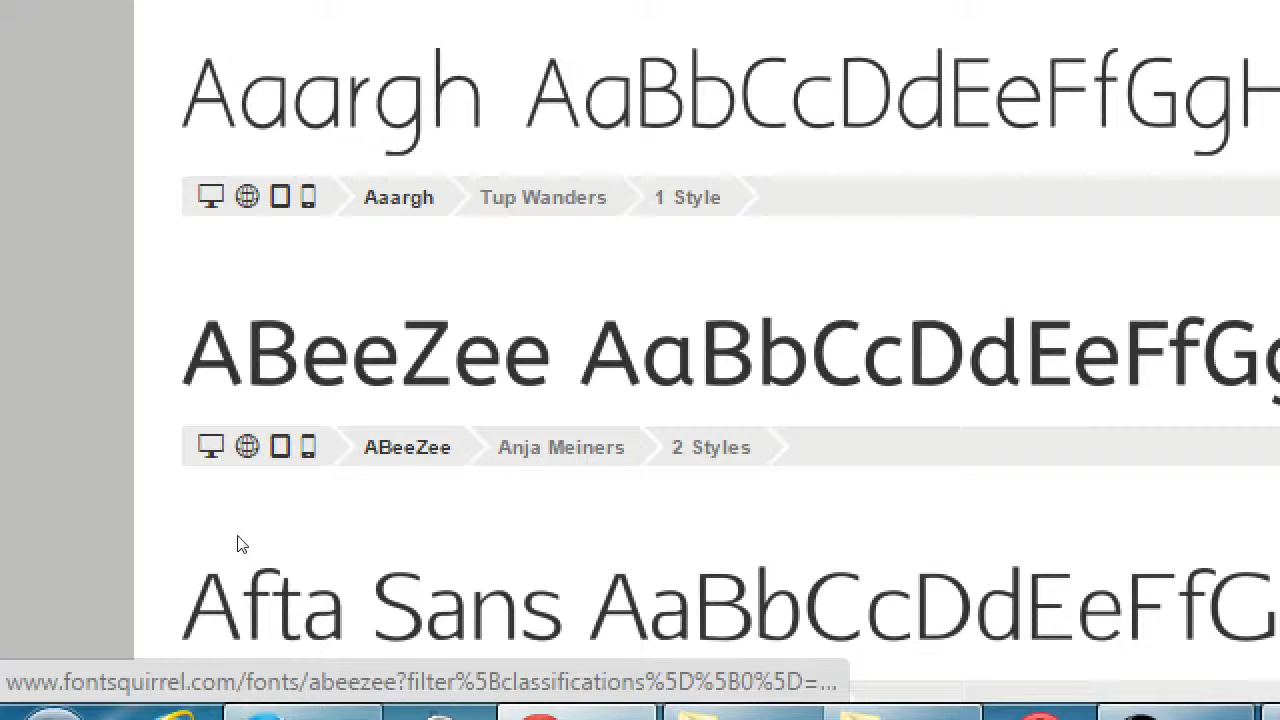 Aaargh AaBbCcDdEeFfGgH
Aaargh Tup Wanders 1 Style
ABeeZee AaBbCcDdEeFfGg
ABeeZee Anja Meiners 2 Styles
Afta Sans AaBbCcDdEeFfG
www.fontsquirrel.com/fonts/abeezee?filter%5Bclassifications%5D%5B0%5D=...